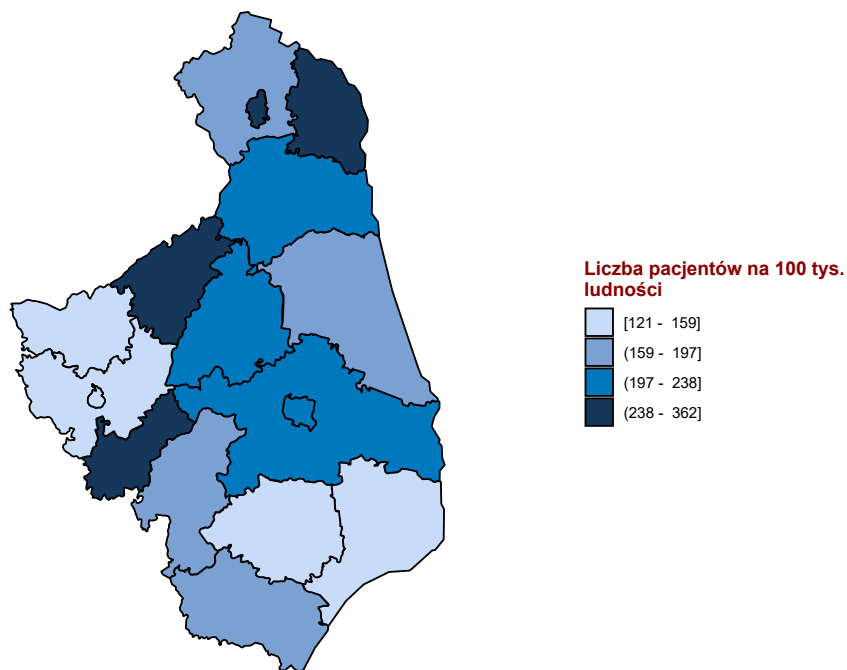 Liczba pacjentów na 100 tys.
ludności
[121 - 159]
(159 - 197]
(197 - 238]
(238 - 362]